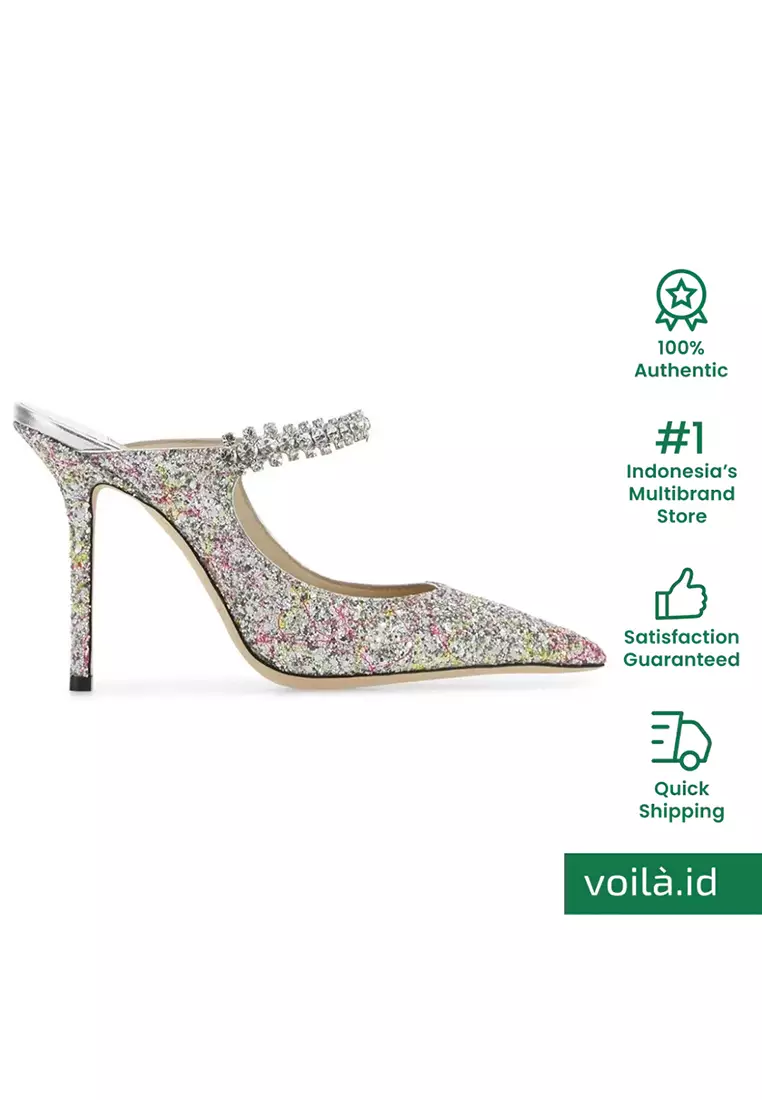 100%
Authentic
#1
Indonesia's
Multibrand
Store
Satisfaction
Guaranteed
Quick
Shipping
voilà.id